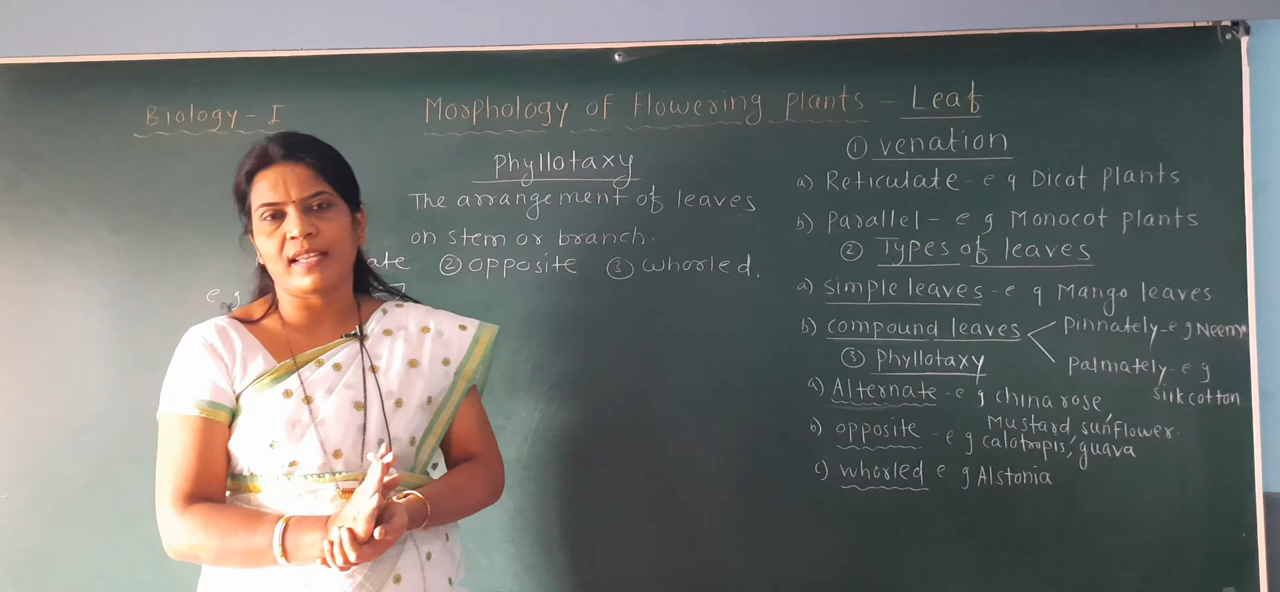 Biology - I
Morphology of Flowering plants - Leaf
Phyllotaxy
The arrangement of leaves
on stem or branch.
ate ② opposite ③ whorled.
e.g
① venation
a) Reticulate - e g Dicot plants
b) Parallel - e g Monocot plants
② Types of leaves
a) simple leaves - e g Mango leaves
b) compound leaves < Pinnately - e g Neem
Palmately - e g
silkcotton
③ Phyllotaxy
a) Alternate - e g china rose,
Mustard, sunflower.
b) opposite - e g calotropis, guava
c) whorled e g Alstonia